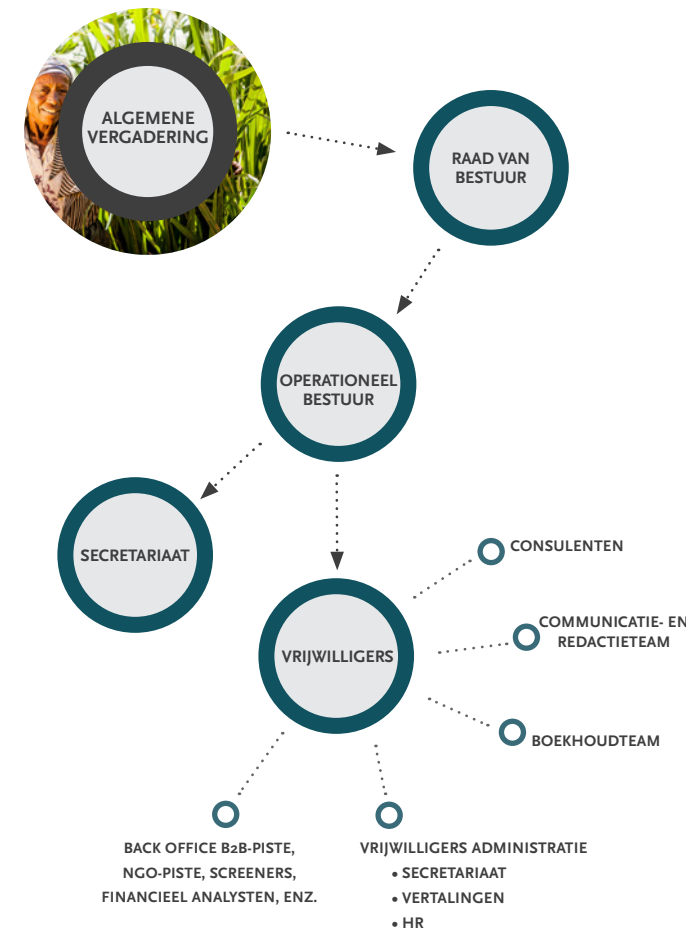 ALGEMENE
VERGADERING
RAAD VAN
BESTUUR
OPERATIONEEL
BESTUUR
SECRETARIAAT
VRIJWILLIGERS
CONSULENTEN
COMMUNICATIE- EN
REDACTIETEAM
BOEKHOUDTEAM
BACK OFFICE B2B-PISTE,
NGO-PISTE, SCREENERS,
FINANCIEEL ANALYSTEN, ENZ.
VRIJWILLIGERS ADMINISTRATIE
• SECRETARIAAT
• VERTALINGEN
• HR